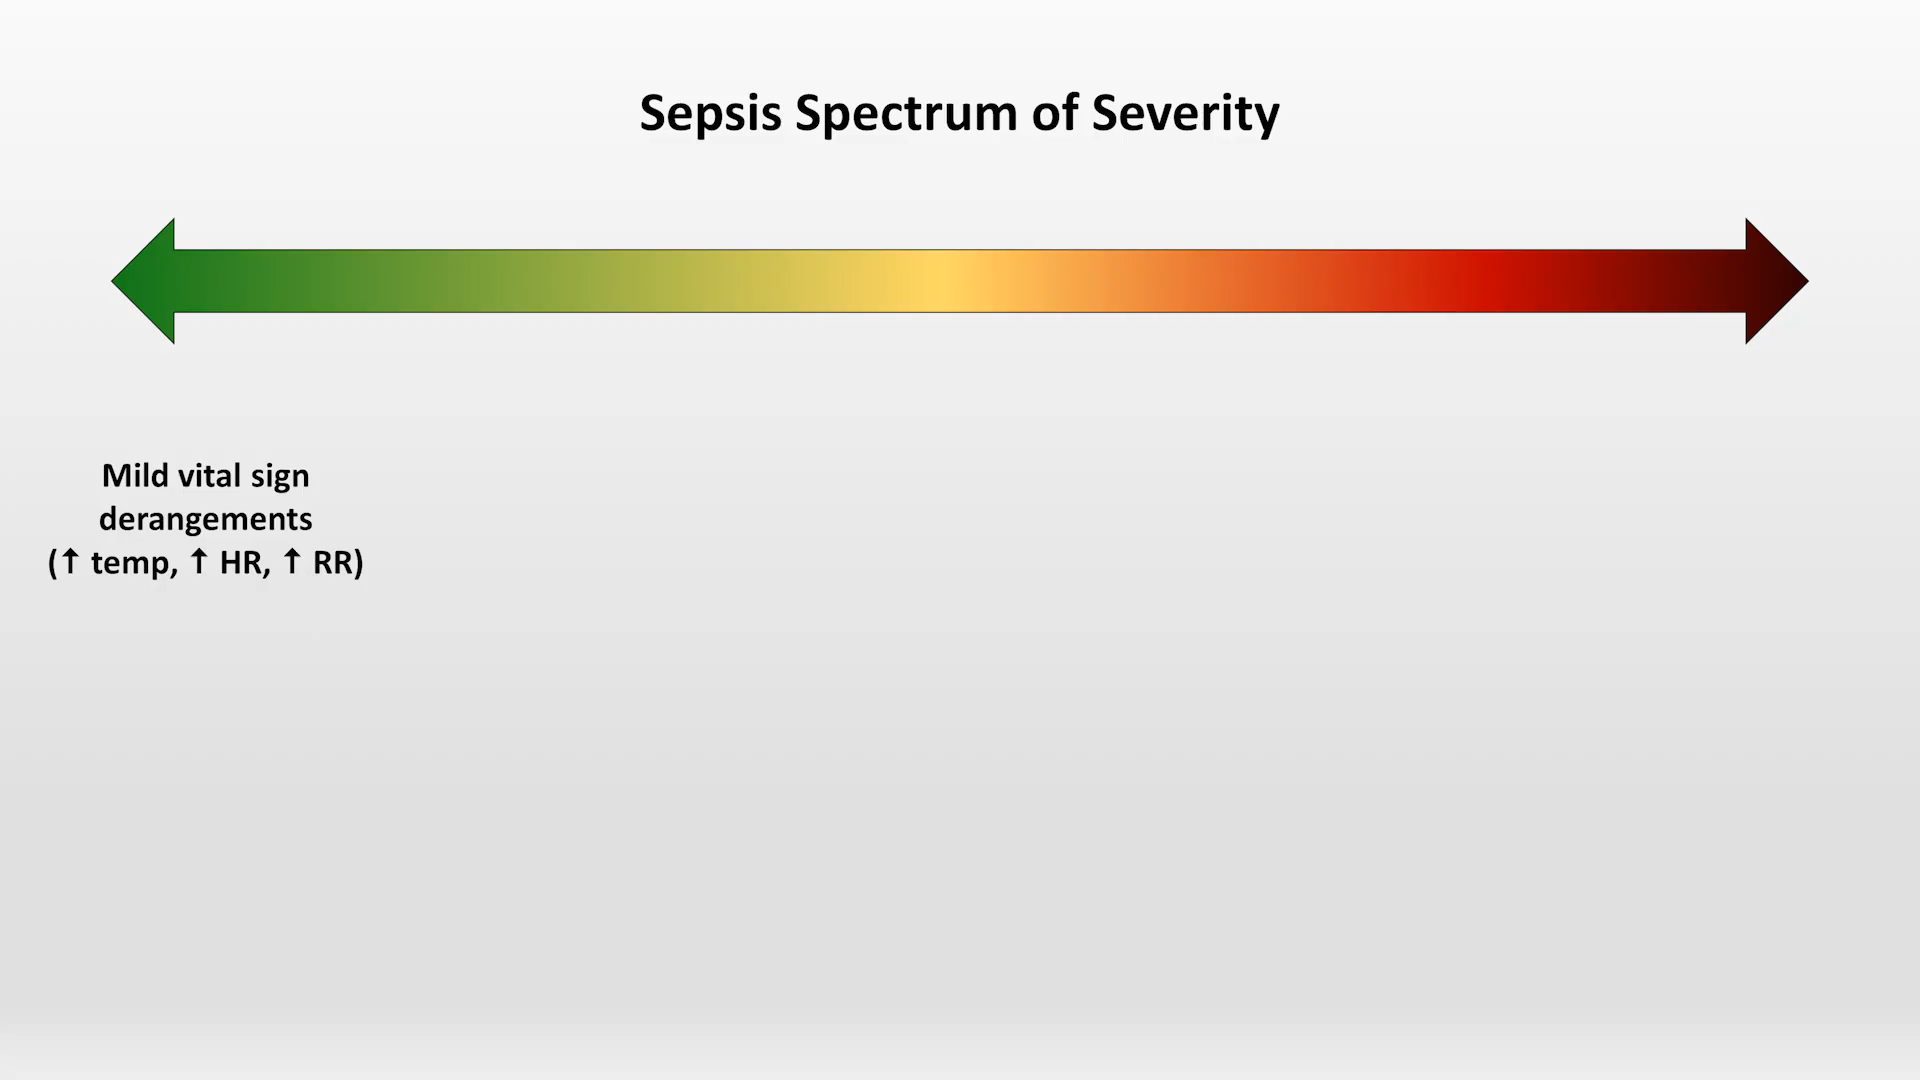 Sepsis Spectrum of Severity
Mild vital sign
derangements
(↑ temp, ↑ HR, ↑ RR)